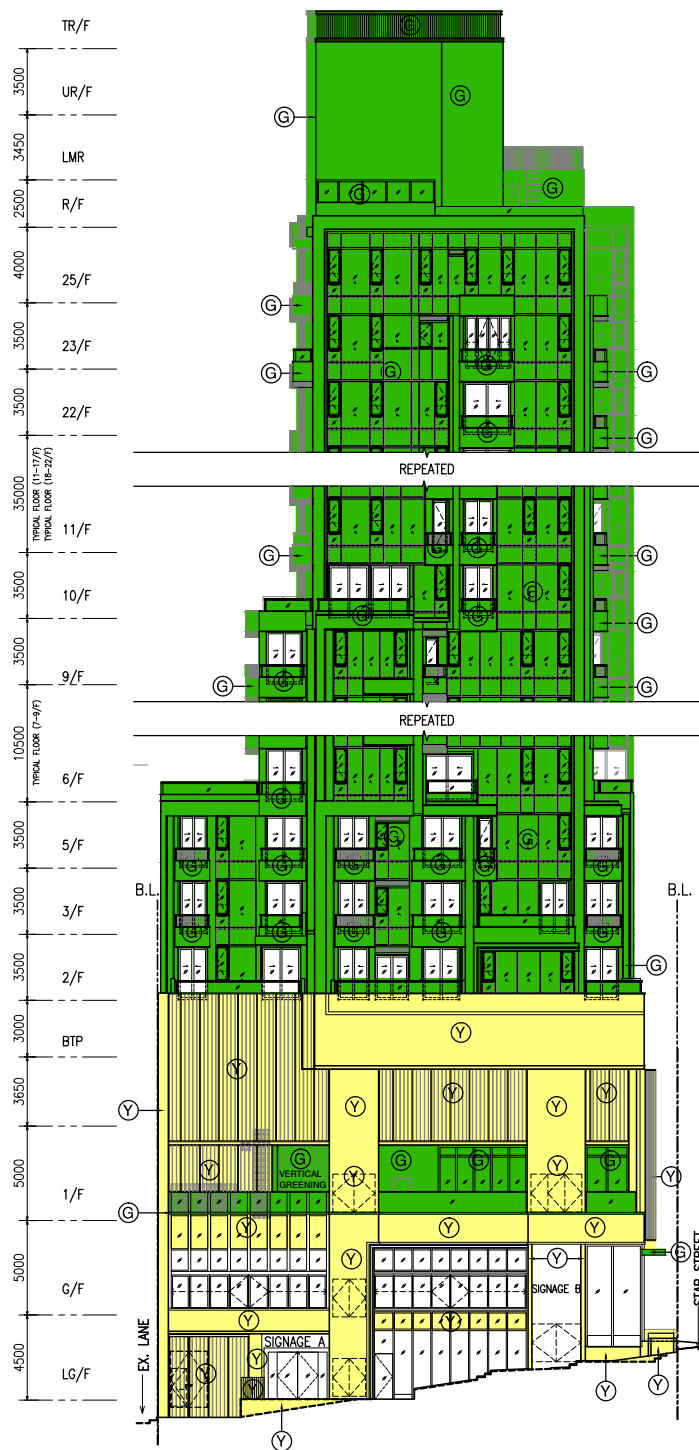 TR/F
3500
UR/F
G
G
G
3450
LMR
G
G
2500
R/F
4000
25/F
G
3500
23/F
G
G
G
G
3500
22/F
G
G
REPEATED
35000
TYPICAL FLOOR (11-17/F)
TYPICAL FLOOR (18-22/F)
11/F
G
G
G
G
3500
10/F
G
G
G
G
3500
9/F
G
G
G
REPEATED
10500
TYPICAL FLOOR (7-9/F)
6/F
G
3500
5/F
G
G
G
G
G
G
G
G
B.L.
B.L.
3500
3/F
G
G
G
G
G
3500
2/F
G
3000
BTP
Y
Y
3650
Y
Y
Y
Y
Y
5000
1/F
G
VERTICAL
GREENING
Y
Y
G
G
Y
G
Y
G
Y
Y
Y
5000
G/F
Y
Y
G
SIGNAGE B
STAR STREET
4500
LG/F
EX. LANE
Y
Y
SIGNAGE A
Y
Y
Y
Y
Y
Y